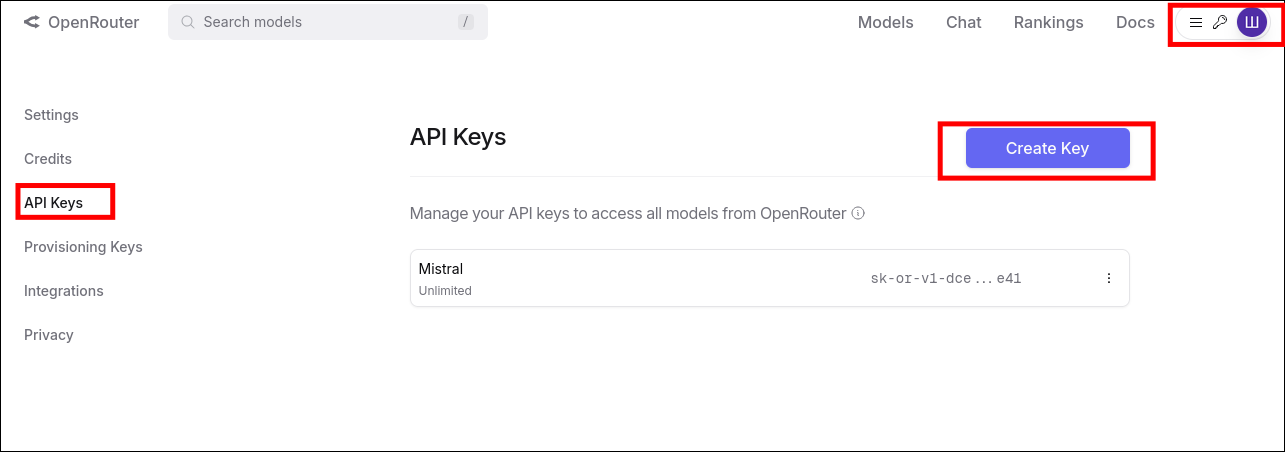 OpenRouter
Search models
/
Models
Chat
Rankings
Docs
Ш
Settings
Credits
API Keys
Provisioning Keys
Integrations
Privacy
API Keys
Create Key
Manage your API keys to access all models from OpenRouter
Mistral
Unlimited
sk-or-v1-dce...e41